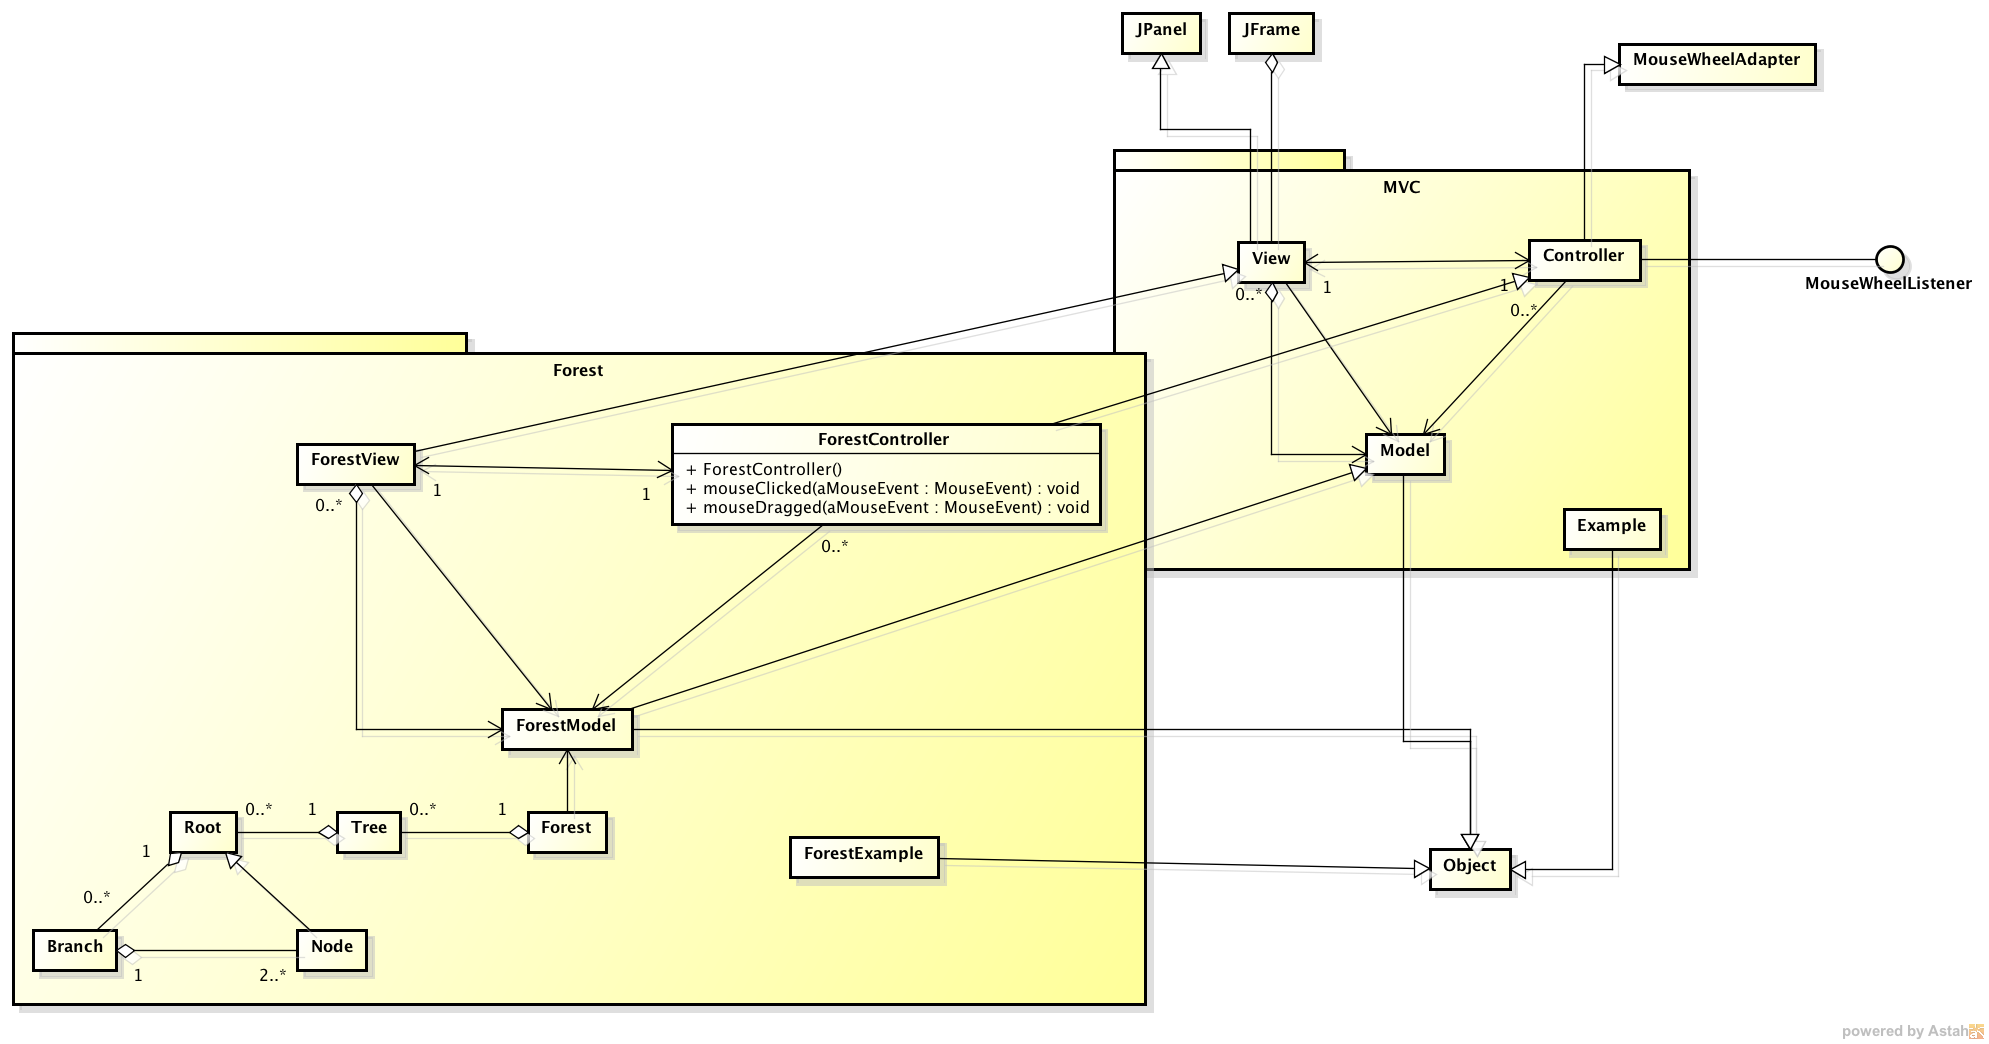 JPanel
JFrame
MouseWheelAdapter
MVC
View
Controller
MouseWheelListener
0..*
1
1
0..*
Forest
ForestView
ForestController
+ ForestController()
+ mouseClicked(aMouseEvent : MouseEvent) : void
+ mouseDragged(aMouseEvent : MouseEvent) : void
1
1
0..*
0..*
Model
Example
ForestModel
Root
0..*
1
Tree
0..*
1
Forest
1
0..*
Branch
1
2..*
Node
ForestExample
Object
powered by Astah